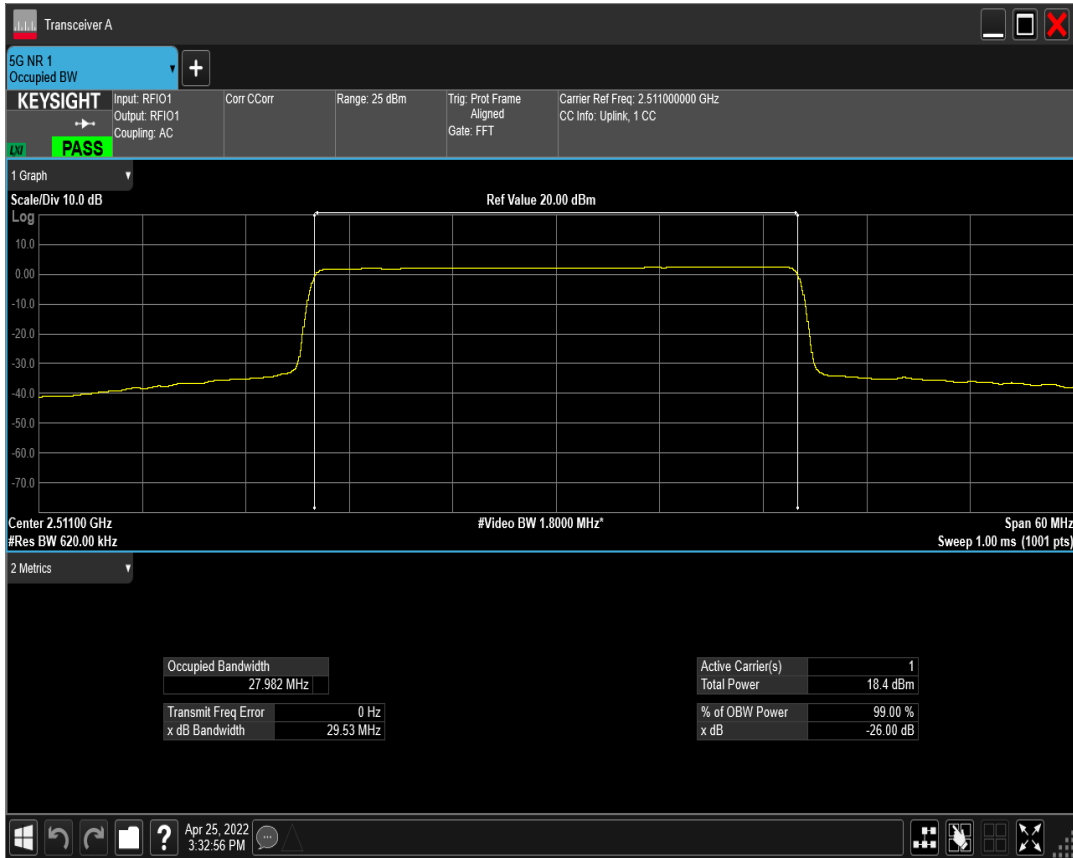 Transceiver A
5G NR 1
Occupied BW
+
KEYSIGHT
LXI
PASS
Input: RFIO1
Output: RFIO1
Coupling: AC
Corr CCorr
Range: 25 dBm
Trig: Prot Frame
Aligned
Gate: FFT
Carrier Ref Freq: 2.511000000 GHz
CC Info: Uplink, 1 CC
1 Graph
Scale/Div 10.0 dB
Ref Value 20.00 dBm
Log
10.0
0.00
-10.0
-20.0
-30.0
-40.0
-50.0
-60.0
-70.0
Center 2.51100 GHz
#Video BW 1.8000 MHz*
Span 60 MHz
#Res BW 620.00 kHz
Sweep 1.00 ms (1001 pts)
2 Metrics
Occupied Bandwidth
27.982 MHz
Active Carrier(s) 1
Total Power 18.4 dBm
Transmit Freq Error 0 Hz
x dB Bandwidth 29.53 MHz
% of OBW Power 99.00 %
x dB -26.00 dB
?
Apr 25, 2022
3:32:56 PM